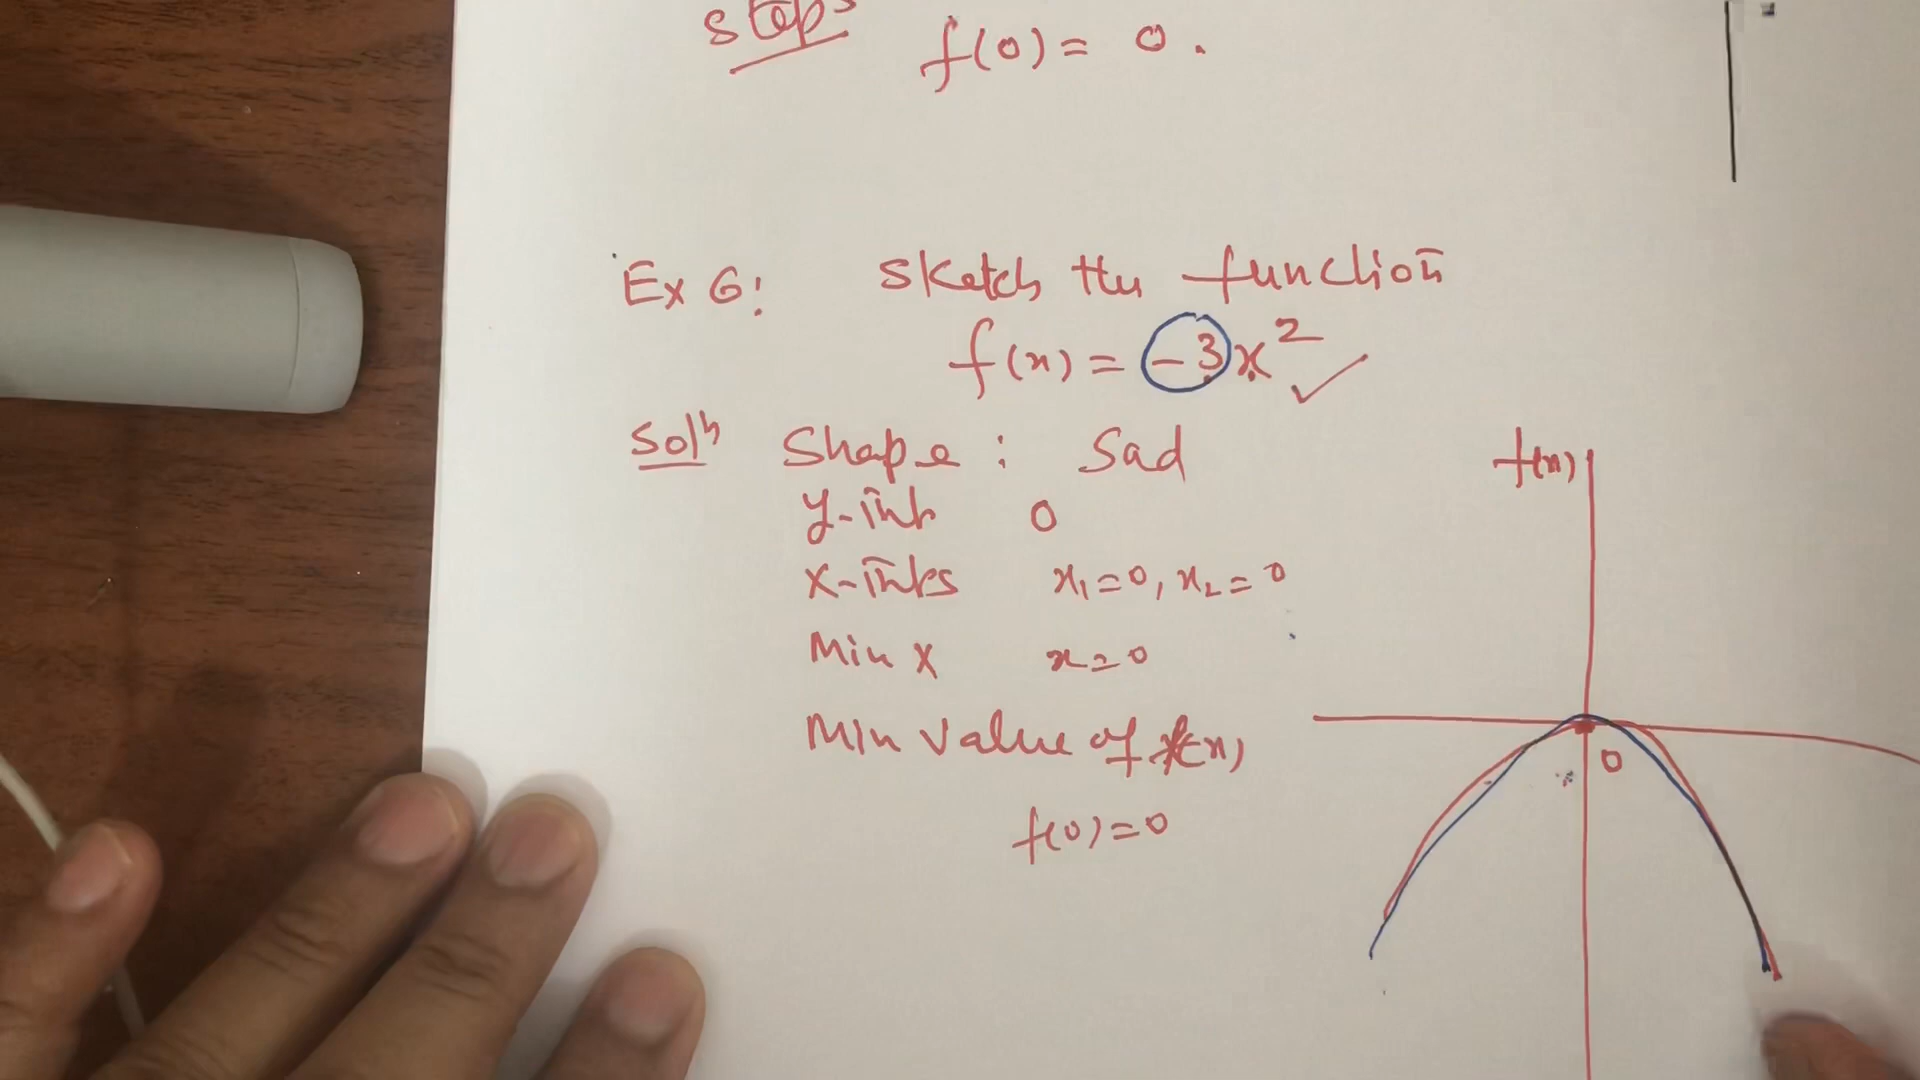 Step
f(0) = 0.
Ex 6: Sketch the function
f(x) = -3x²
Solⁿ Shape : Sad
y-int 0
x-ints x₁=0, x₂=0
Min x x=0
Min value of f(x)
f(0)=0
f(x)
0